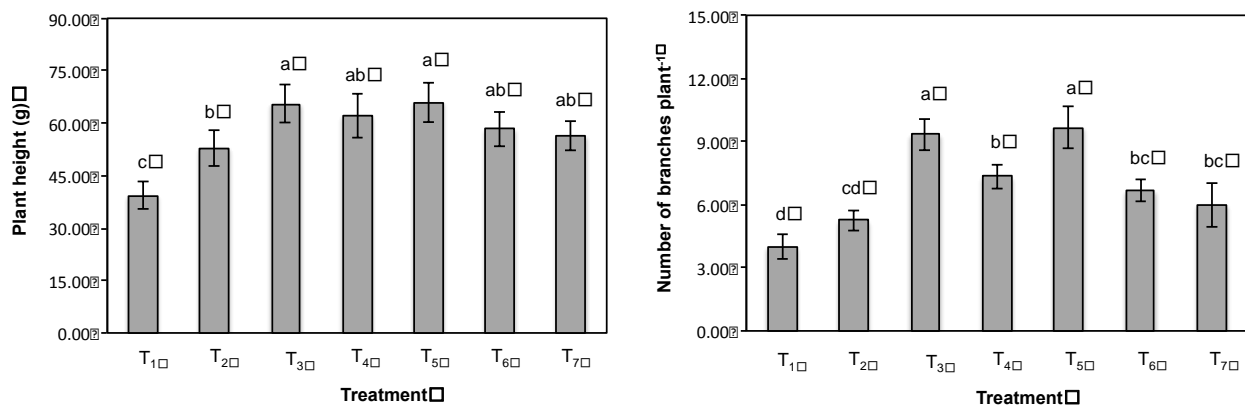 Plant height (g)□
90.00⍰
75.00⍰
60.00⍰
45.00⍰
30.00⍰
15.00⍰
0.00⍰
c□
b□
a□
ab□
a□
ab□
ab□
T₁□ T₂□ T₃□ T₄□ T₅□ T₆□ T₇□
Treatment□
Number of branches plant⁻¹□
15.00⍰
12.00⍰
9.00⍰
6.00⍰
3.00⍰
0.00⍰
d□
cd□
a□
b□
a□
bc□
bc□
T₁□ T₂□ T₃□ T₄□ T₅□ T₆□ T₇□
Treatment□